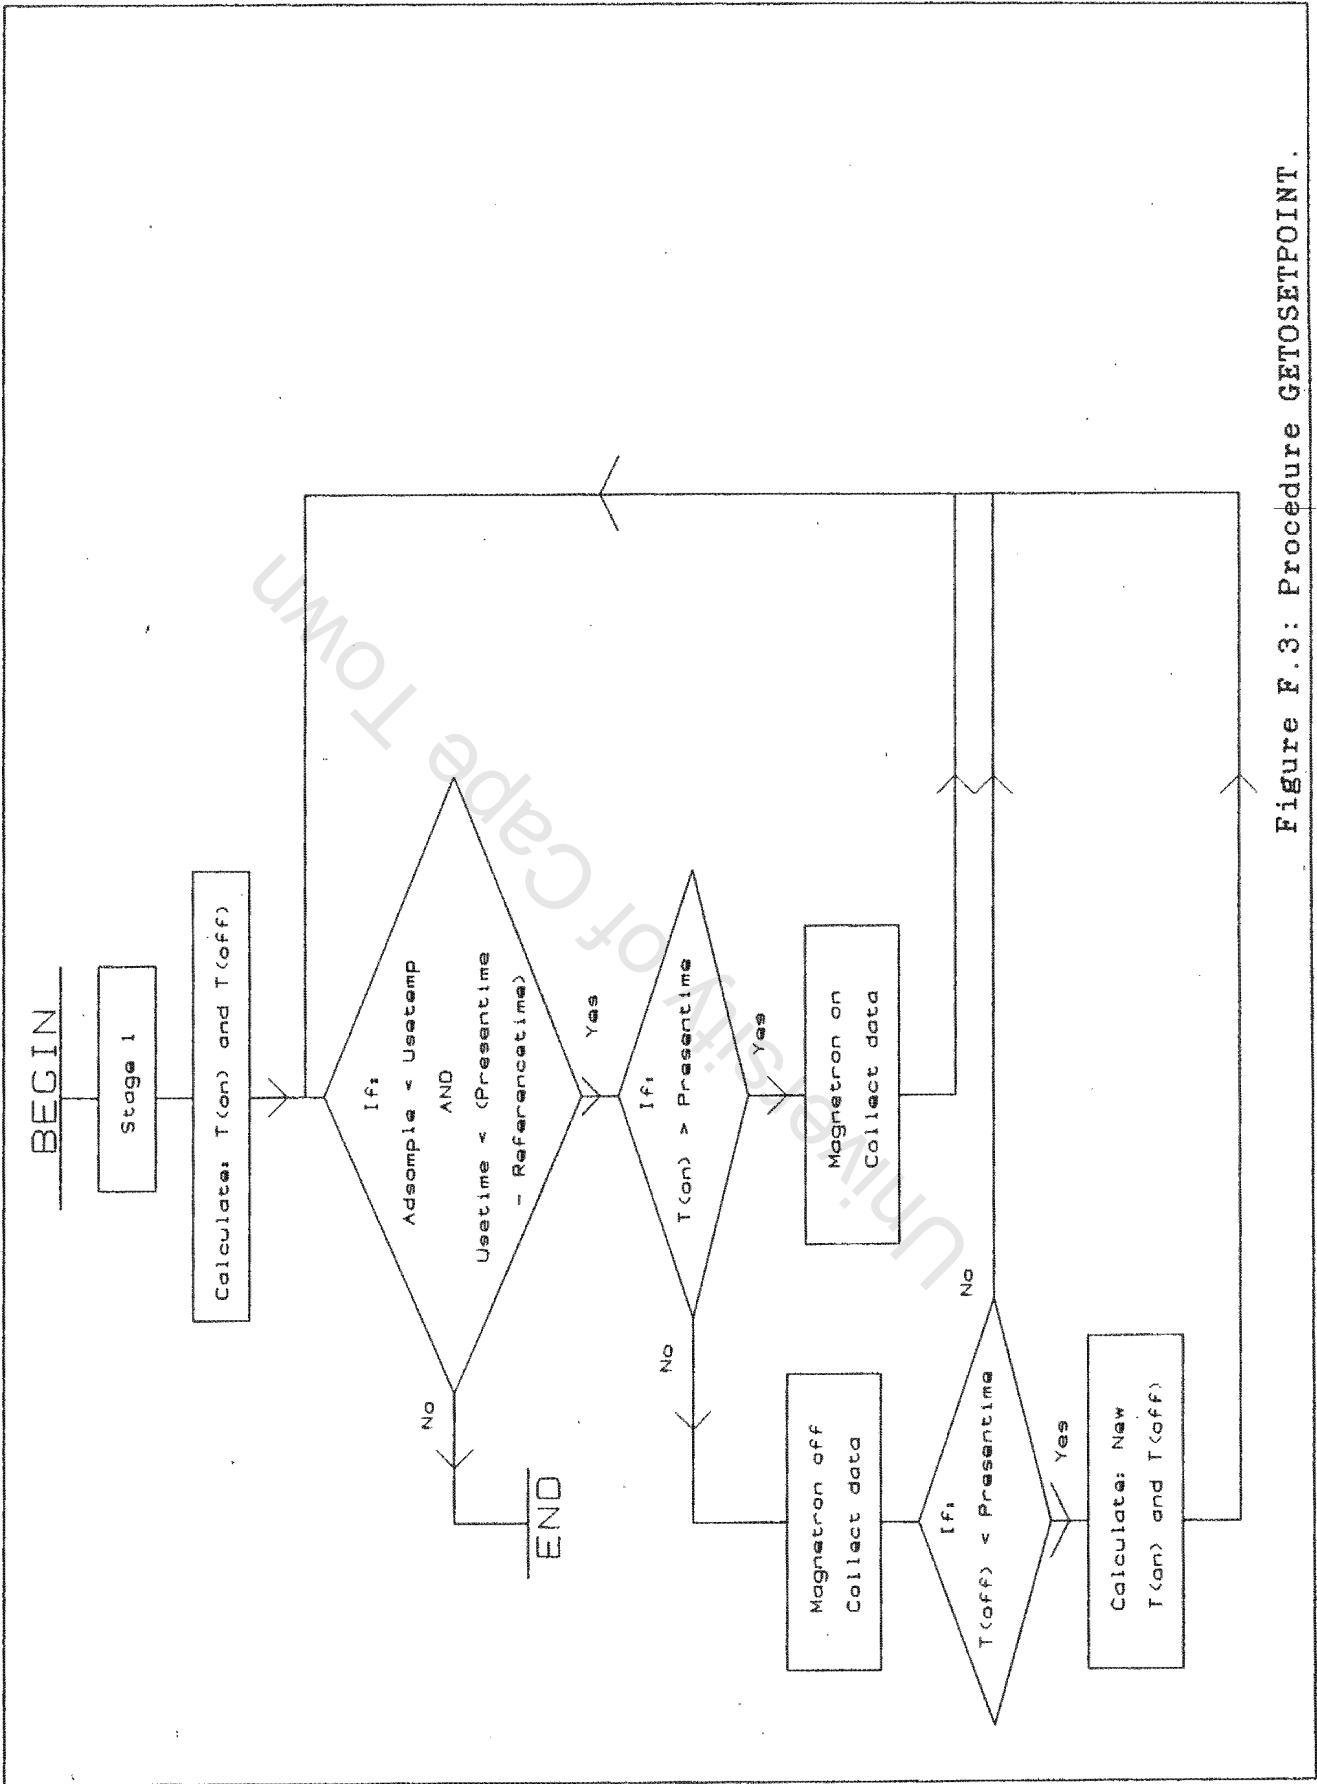 BEGIN
Stage 1
Calculate: T(on) and T(off)
If:
Adsample < Usetemp
AND
Usetime < (Presentime
- Referencetime)
No
Yes
END
If:
T(on) > Presentime
No
Yes
Magnetron on
Collect data
Magnetron off
Collect data
If:
T(off) < Presentime
No
Yes
Calculate: New
T(on) and T(off)
Figure F.3: Procedure GETOSETPOINT.
University of Cape Town